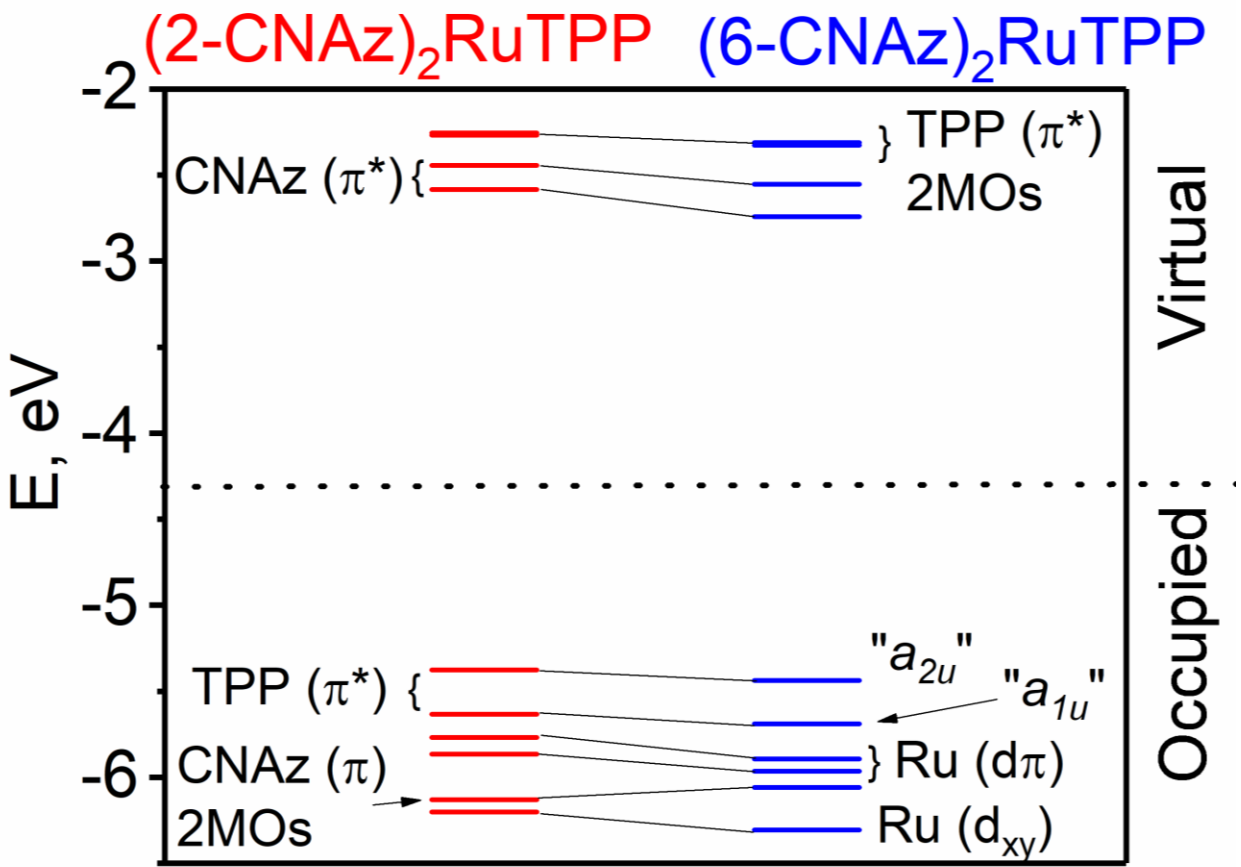 (2-CNAz)₂RuTPP (6-CNAz)₂RuTPP
-2
TPP (π*)
CNAz (π*) {
}
2MOs
-3
Virtual
E, eV
-4
Occupied
-5
"a₂ᵤ"
"a₁ᵤ"
TPP (π*) {
CNAz (π)
} Ru (dπ)
-6
2MOs
Ru (dxy)